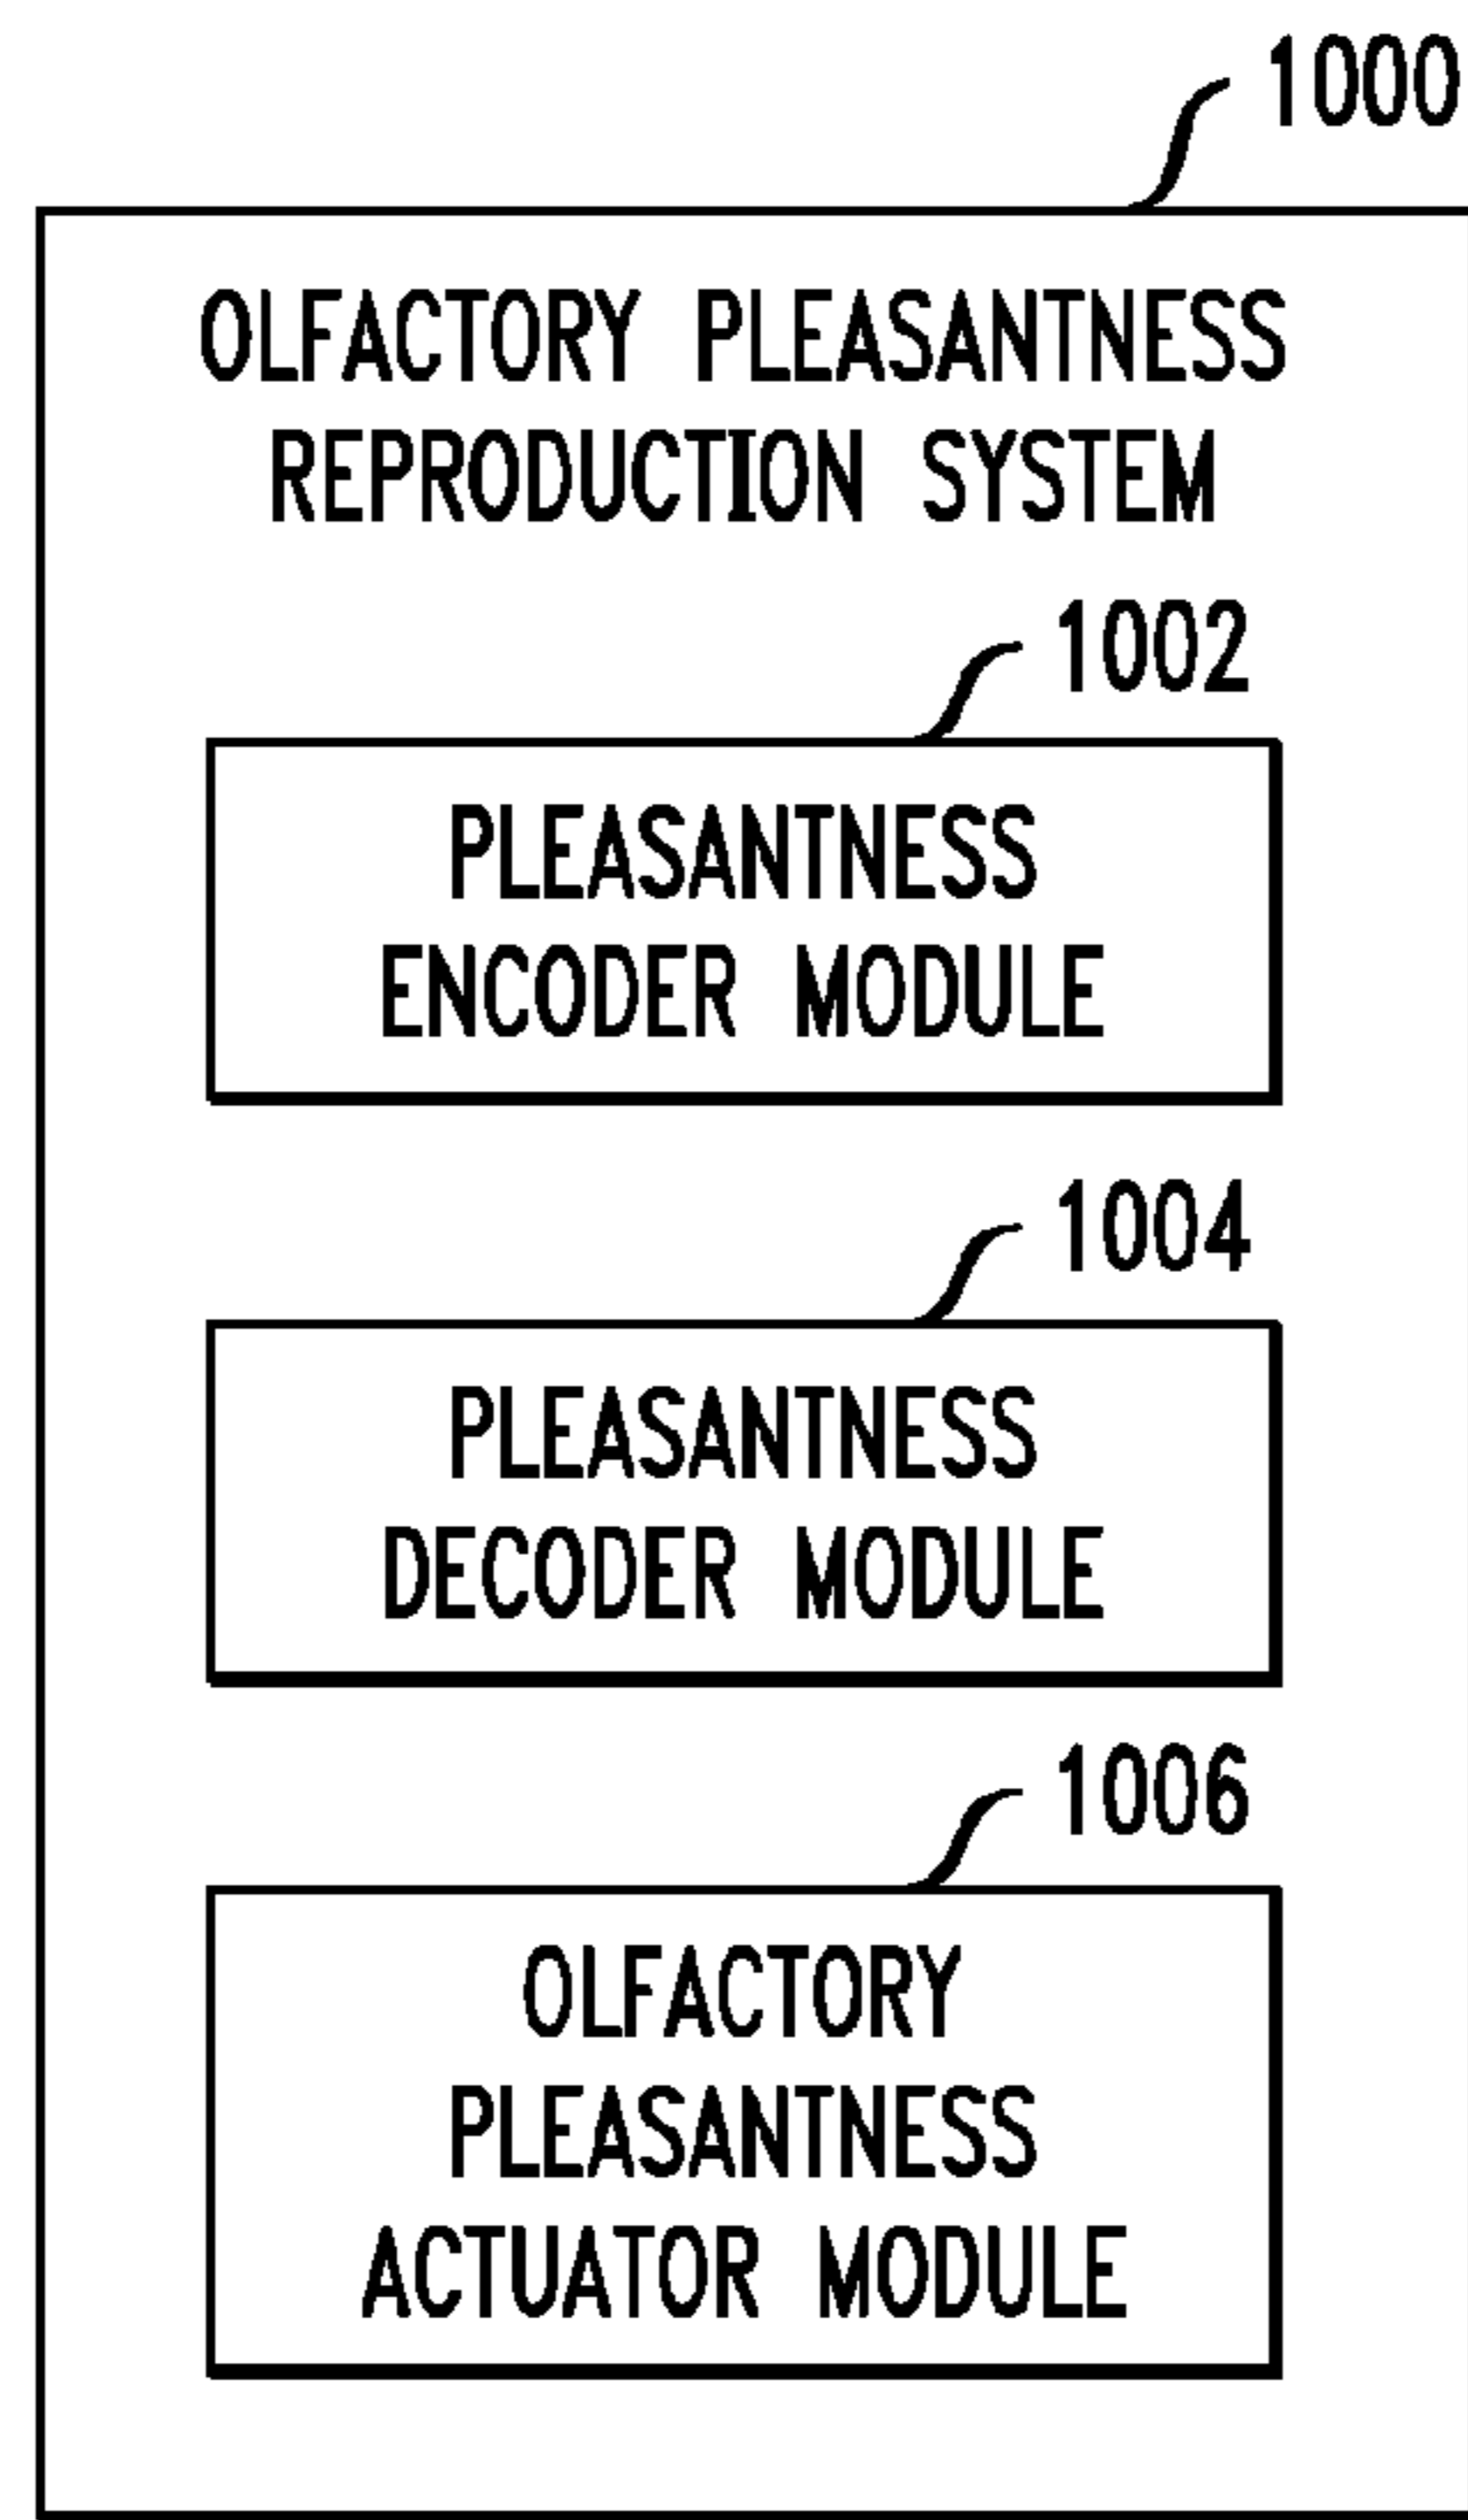 1000
OLFACTORY PLEASANTNESS
REPRODUCTION SYSTEM
1002
PLEASANTNESS
ENCODER MODULE
1004
PLEASANTNESS
DECODER MODULE
1006
OLFACTORY
PLEASANTNESS
ACTUATOR MODULE